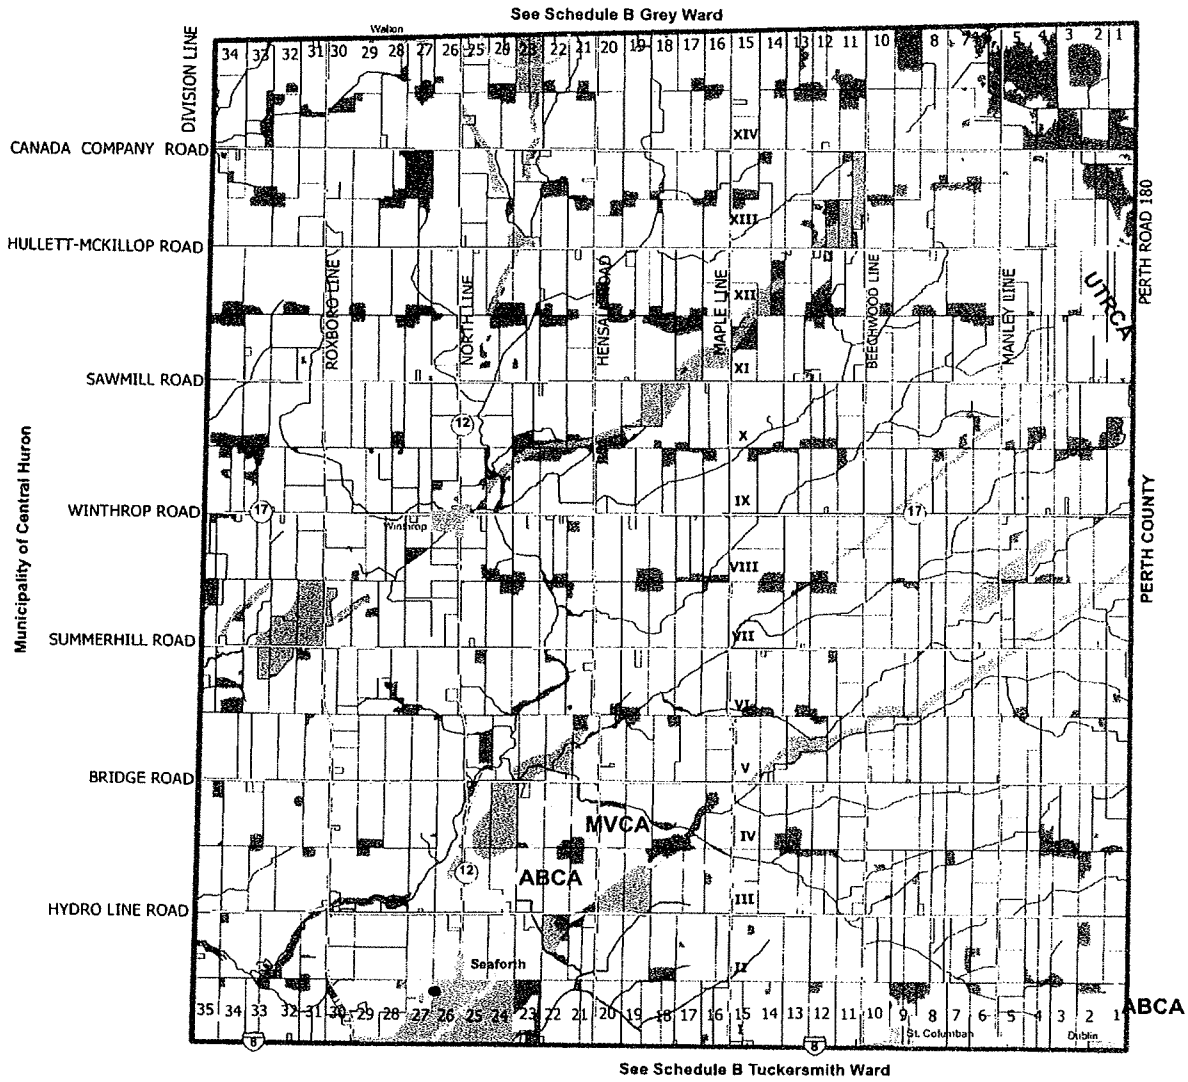 See Schedule B Grey Ward
Walton
DIVISION LINE
34 33 32 31 30 29 28 27 26 25 24 23 22 21 20 19 18 17 16 15 14 13 12 11 10 8 7 5 4 3 2 1
XIV
CANADA COMPANY ROAD
PERTH ROAD 180
XIII
HULLETT-MCKILLOP ROAD
ROXBORO LINE
NORTH LINE
HENSALL ROAD
MAPLE LINE
XII
BEECHWOOD LINE
MANLEY LINE
UTRCA
XI
SAWMILL ROAD
12
X
Municipality of Central Huron
IX
WINTHROP ROAD
17
17
Winthrop
PERTH COUNTY
VIII
SUMMERHILL ROAD
VII
VI
V
BRIDGE ROAD
MVCA
IV
12
ABCA
III
HYDRO LINE ROAD
Seaforth
II
35 34 33 32 31 30 29 28 27 26 25 24 23 22 21 20 19 18 17 16 15 14 13 12 11 10 9 8 7 6 5 4 3 2 1
ABCA
I
St. Columban
Dublin
8
8
See Schedule B Tuckersmith Ward